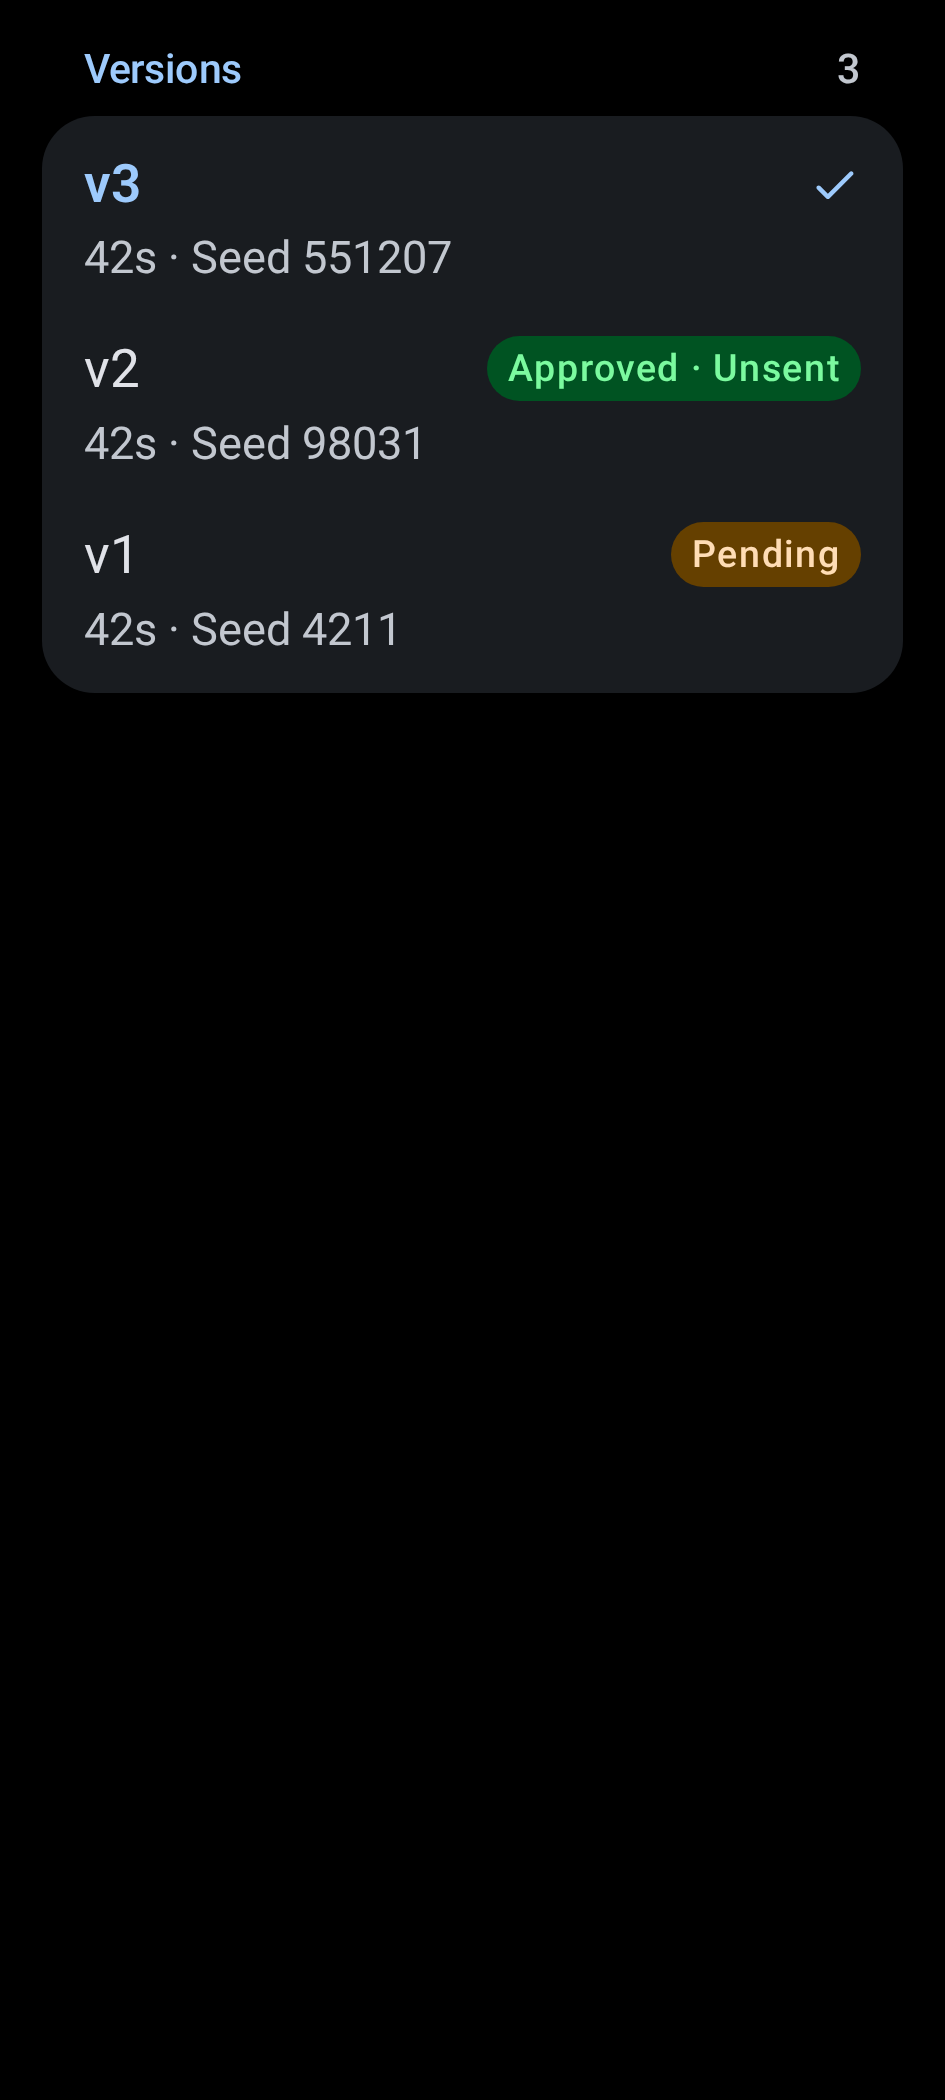 Versions 3
v3
42s · Seed 551207
v2 Approved · Unsent
42s · Seed 98031
v1 Pending
42s · Seed 4211